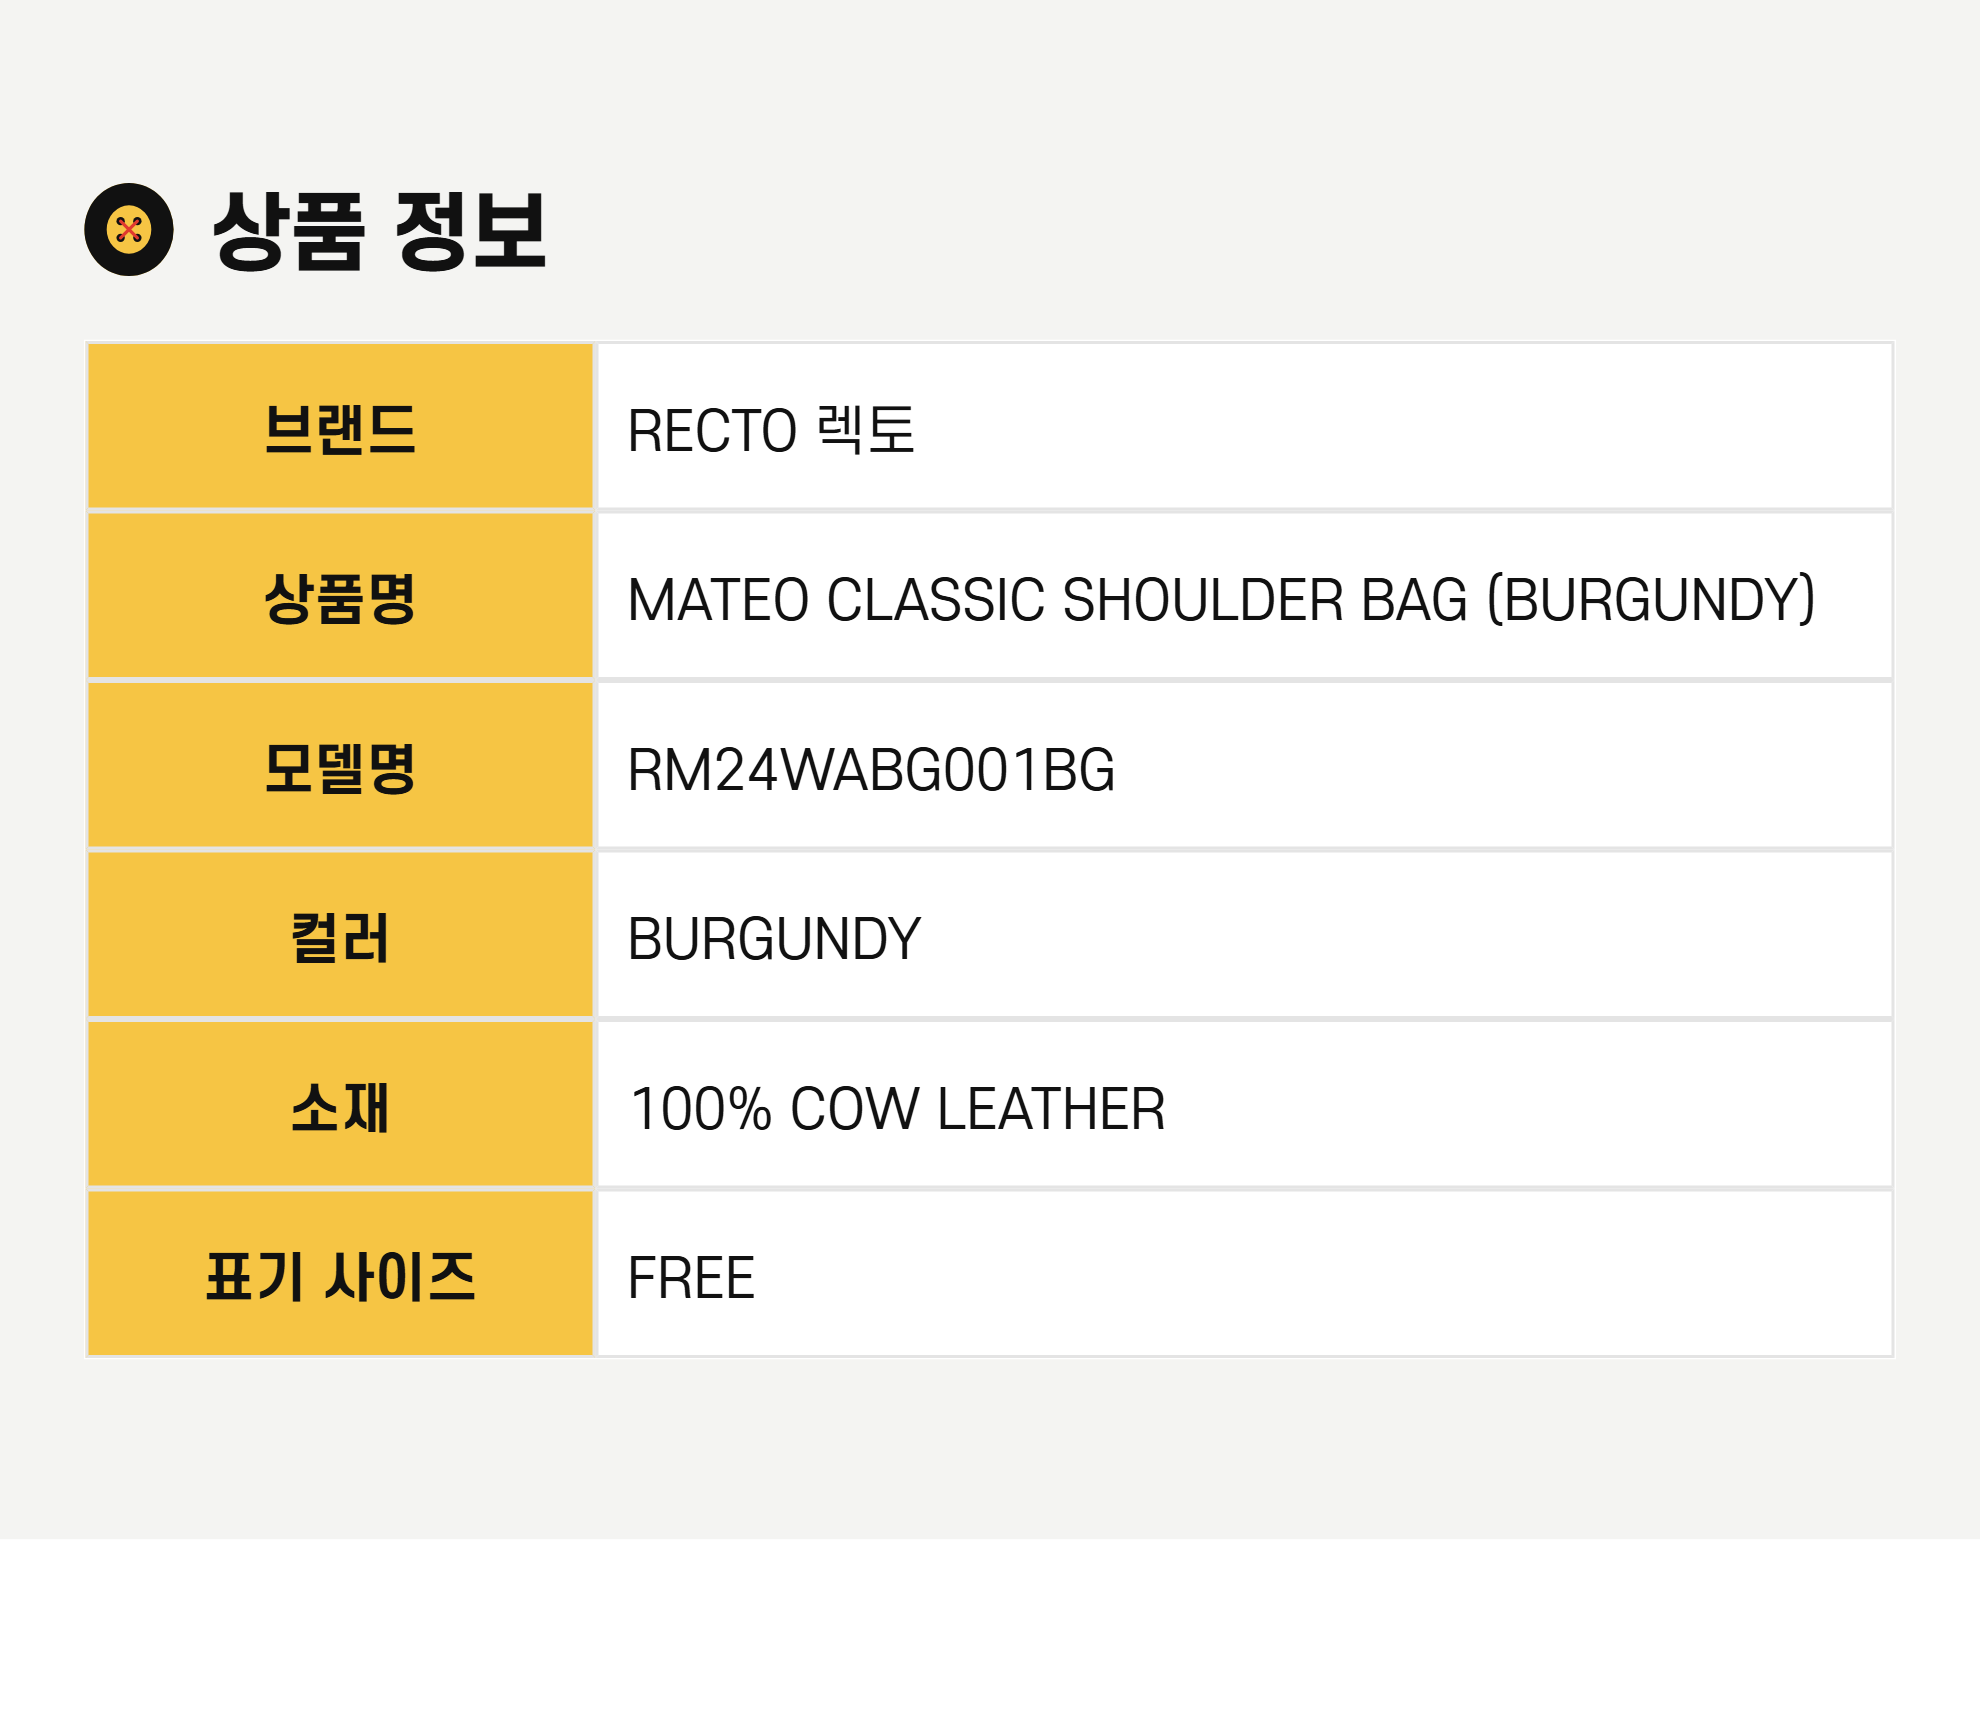 상품 정보
브랜드 RECTO 렉토
상품명 MATEO CLASSIC SHOULDER BAG (BURGUNDY)
모델명 RM24WABG001BG
컬러 BURGUNDY
소재 100% COW LEATHER
표기 사이즈 FREE